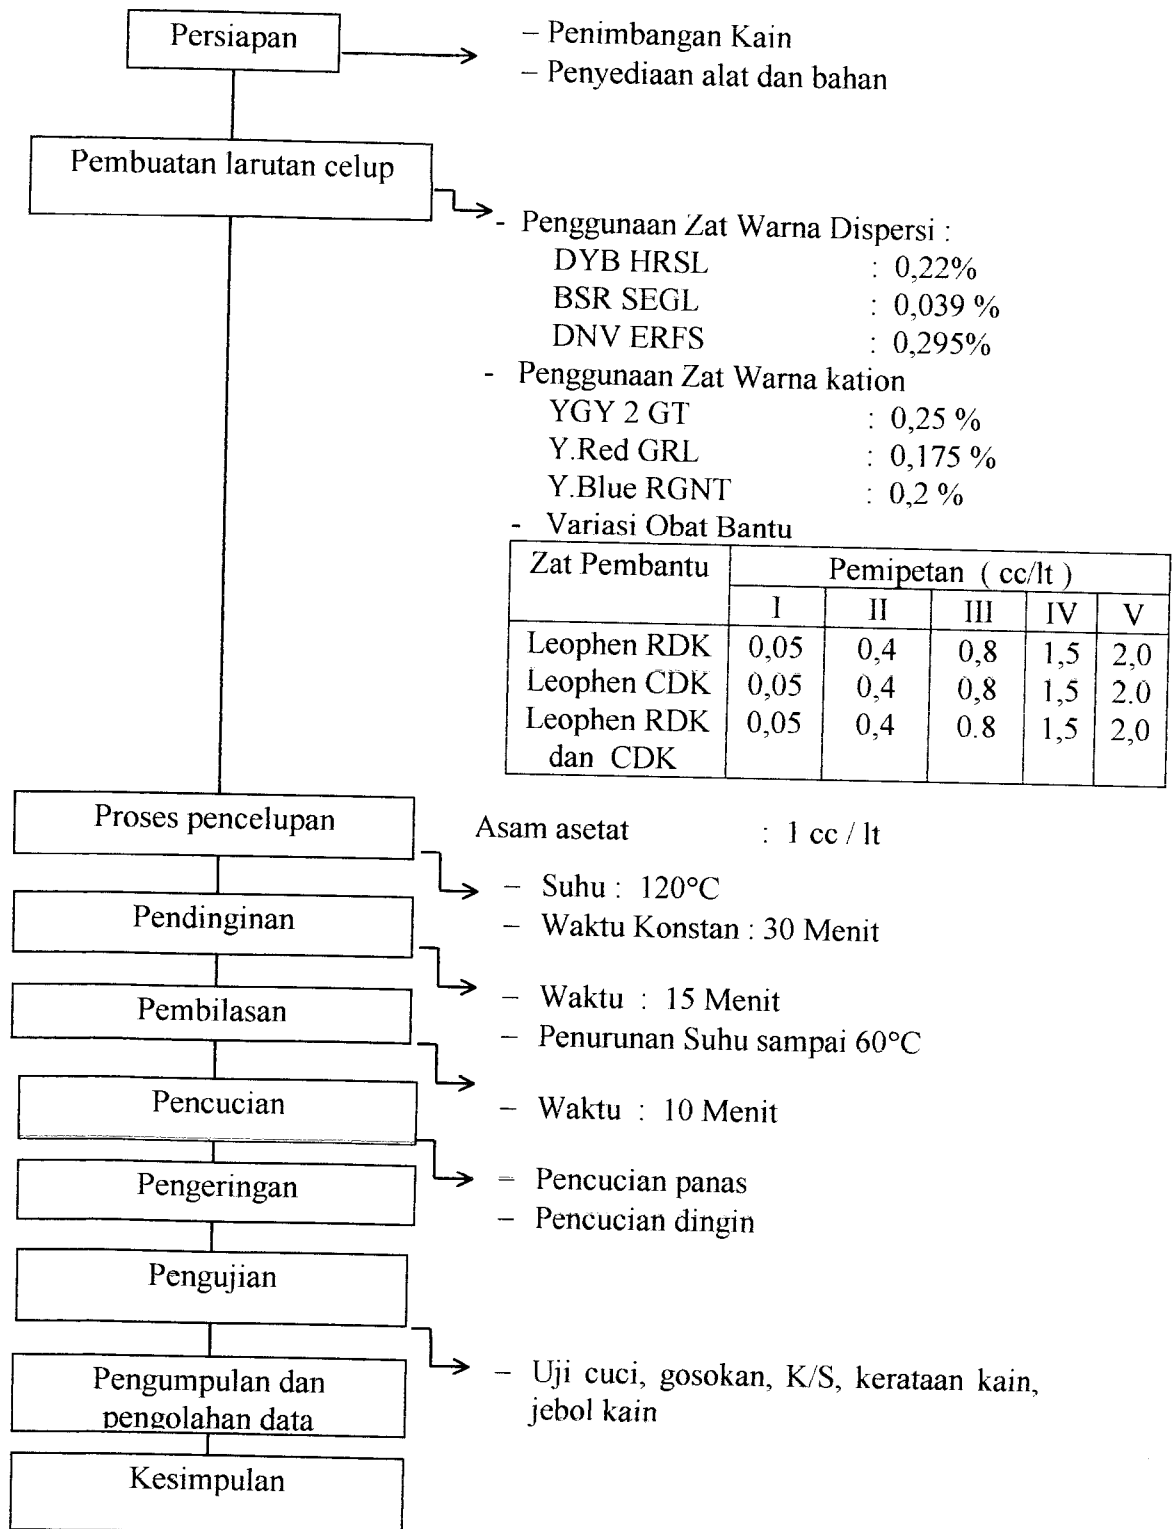 Persiapan
– Penimbangan Kain
– Penyediaan alat dan bahan
Pembuatan larutan celup
- Penggunaan Zat Warna Dispersi :
DYB HRSL : 0,22%
BSR SEGL : 0,039 %
DNV ERFS : 0,295%
- Penggunaan Zat Warna kation
YGY 2 GT : 0,25 %
Y.Red GRL : 0,175 %
Y.Blue RGNT : 0,2 %
- Variasi Obat Bantu
Zat Pembantu Pemipetan ( cc/lt )
I II III IV V
Leophen RDK 0,05 0,4 0,8 1,5 2,0
Leophen CDK 0,05 0,4 0,8 1,5 2.0
Leophen RDK 0,05 0,4 0.8 1,5 2,0
dan CDK
Proses pencelupan
Asam asetat : 1 cc / lt
– Suhu : 120°C
– Waktu Konstan : 30 Menit
Pendinginan
– Waktu : 15 Menit
– Penurunan Suhu sampai 60°C
Pembilasan
– Waktu : 10 Menit
Pencucian
– Pencucian panas
– Pencucian dingin
Pengeringan
Pengujian
– Uji cuci, gosokan, K/S, kerataan kain,
jebol kain
Pengumpulan dan
pengolahan data
Kesimpulan